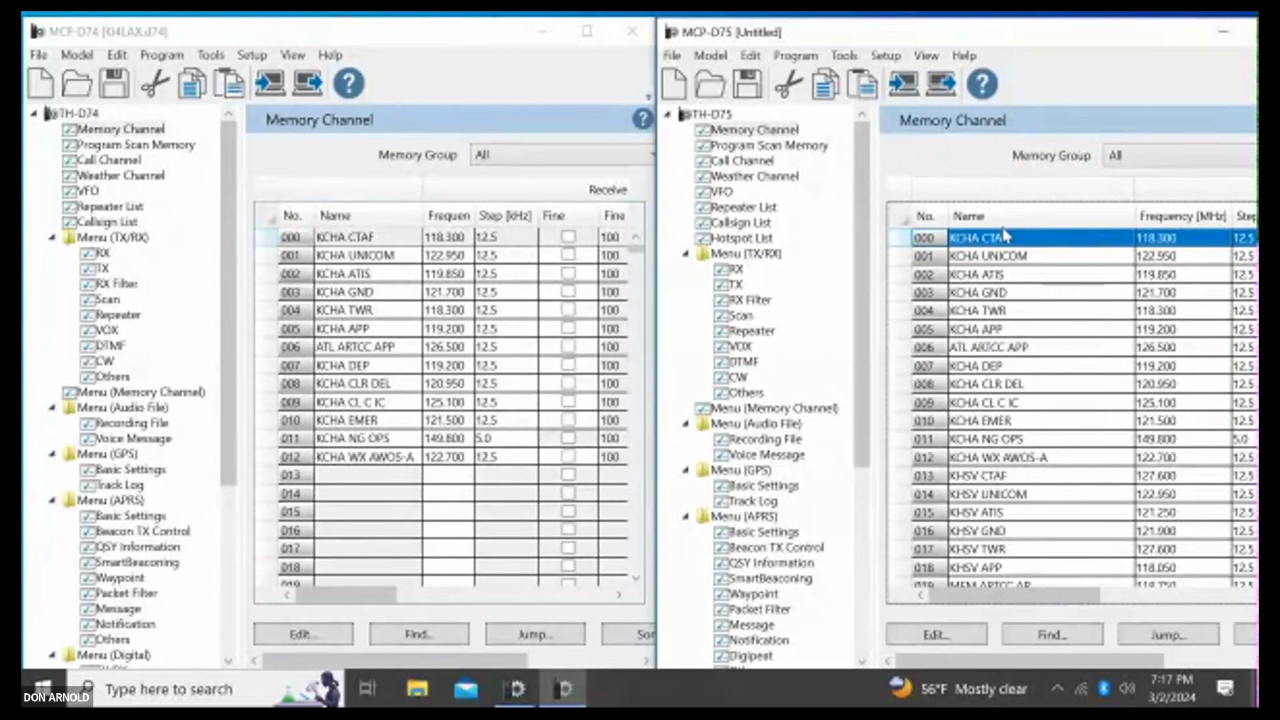 MCP-D74 [KI4LAX.d74]
File Model Edit Program Tools Setup View Help
TH-D74
Memory Channel
Program Scan Memory
Call Channel
Weather Channel
VFO
Repeater List
Callsign List
Menu (TX/RX)
RX
TX
RX Filter
Scan
Repeater
VOX
DTMF
CW
Others
Menu (Memory Channel)
Menu (Audio File)
Recording File
Voice Message
Menu (GPS)
Basic Settings
Track Log
Menu (APRS)
Basic Settings
Beacon TX Control
QSY Information
SmartBeaconing
Waypoint
Packet Filter
Message
Notification
Others
Menu (Digital)
Memory Channel
Memory Group All
Receive
No. Name Frequen Step [kHz] Fine Fine
000 KCHA CTAF 118.300 12.5 100
001 KCHA UNICOM 122.950 12.5 100
002 KCHA ATIS 119.850 12.5 100
003 KCHA GND 121.700 12.5 100
004 KCHA TWR 118.300 12.5 100
005 KCHA APP 119.200 12.5 100
006 ATL ARTCC APP 126.500 12.5 100
007 KCHA DEP 119.200 12.5 100
008 KCHA CLR DEL 120.950 12.5 100
009 KCHA CL C IC 125.100 12.5 100
010 KCHA EMER 121.500 12.5 100
011 KCHA NG OPS 149.800 5.0 100
012 KCHA WX AWOS-A 122.700 12.5 100
013
014
015
016
017
018
019
Edit... Find... Jump... Sor
MCP-D75 [Untitled]
File Model Edit Program Tools Setup View Help
TH-D75
Memory Channel
Program Scan Memory
Call Channel
Weather Channel
VFO
Repeater List
Callsign List
Hotspot List
Menu (TX/RX)
RX
TX
RX Filter
Scan
Repeater
VOX
DTMF
CW
Others
Menu (Memory Channel)
Menu (Audio File)
Recording File
Voice Message
Menu (GPS)
Basic Settings
Track Log
Menu (APRS)
Basic Settings
Beacon TX Control
QSY Information
SmartBeaconing
Waypoint
Packet Filter
Message
Notification
Digipeat
Memory Channel
Memory Group All
No. Name Frequency [MHz] Step
000 KCHA CTA 118.300 12.5
001 KCHA UNICOM 122.950 12.5
002 KCHA ATIS 119.850 12.5
003 KCHA GND 121.700 12.5
004 KCHA TWR 118.300 12.5
005 KCHA APP 119.200 12.5
006 ATL ARTCC APP 126.500 12.5
007 KCHA DEP 119.200 12.5
008 KCHA CLR DEL 120.950 12.5
009 KCHA CL C IC 125.100 12.5
010 KCHA EMER 121.500 12.5
011 KCHA NG OPS 149.800 5.0
012 KCHA WX AWOS-A 122.700 12.5
013 KHSV CTAF 127.600 12.5
014 KHSV UNICOM 122.950 12.5
015 KHSV ATIS 121.250 12.5
016 KHSV GND 121.900 12.5
017 KHSV TWR 127.600 12.5
018 KHSV APP 118.050 12.5
019 MEM ARTCC AP 12.5
Edit... Find... Jump...
Type here to search
56°F Mostly clear
7:17 PM
3/2/2024
DON ARNOLD